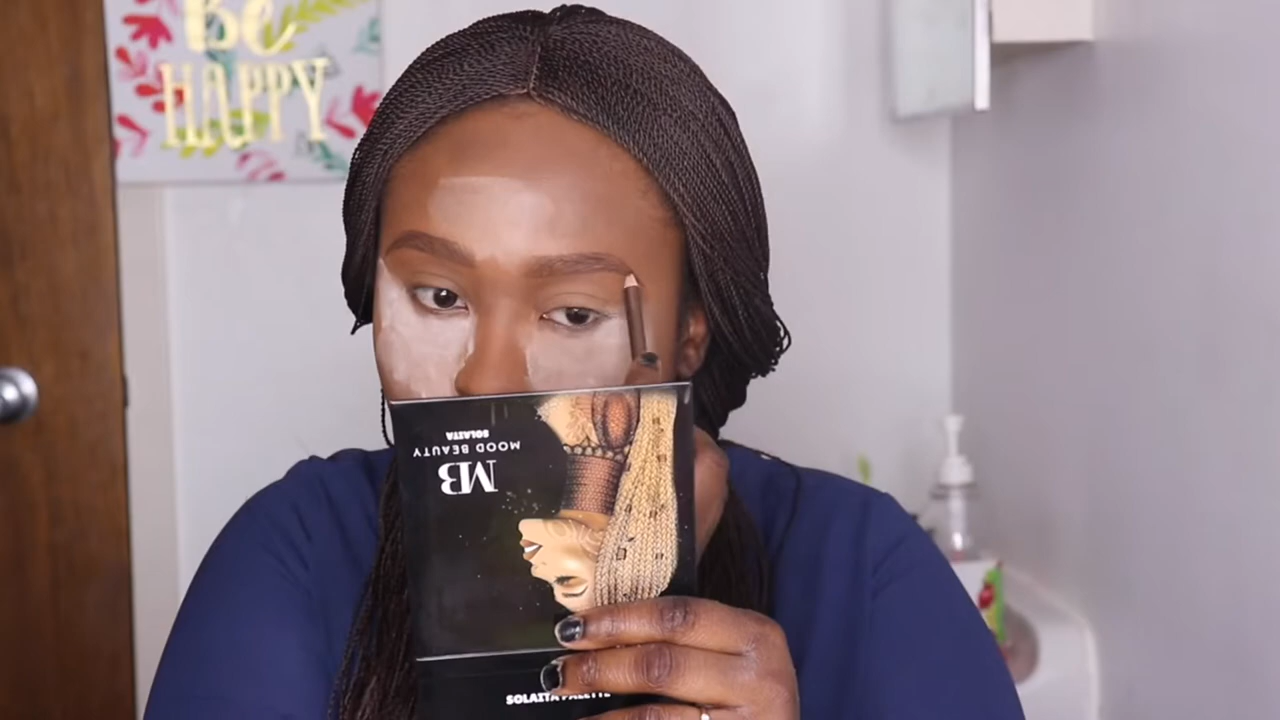 Be
HAPPY
SOLAZTA
MOOD BEAUTY
MB
SOLAZTA PALETTE